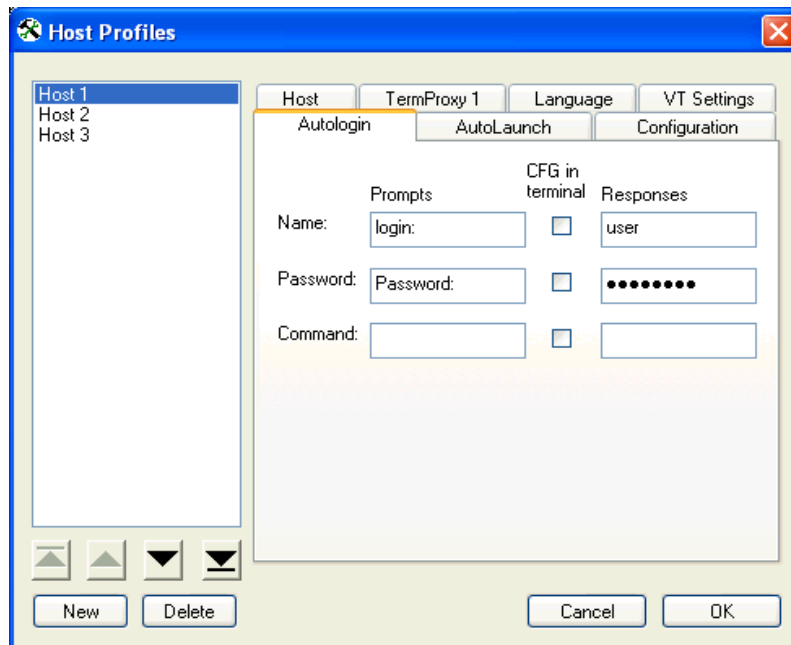 Host Profiles
Host 1
Host 2
Host 3
Host TermProxy 1 Language VT Settings
Autologin AutoLaunch Configuration
CFG in
Prompts terminal Responses
Name: login: user
Password: Password: ●●●●●●●●
Command:
New Delete Cancel OK